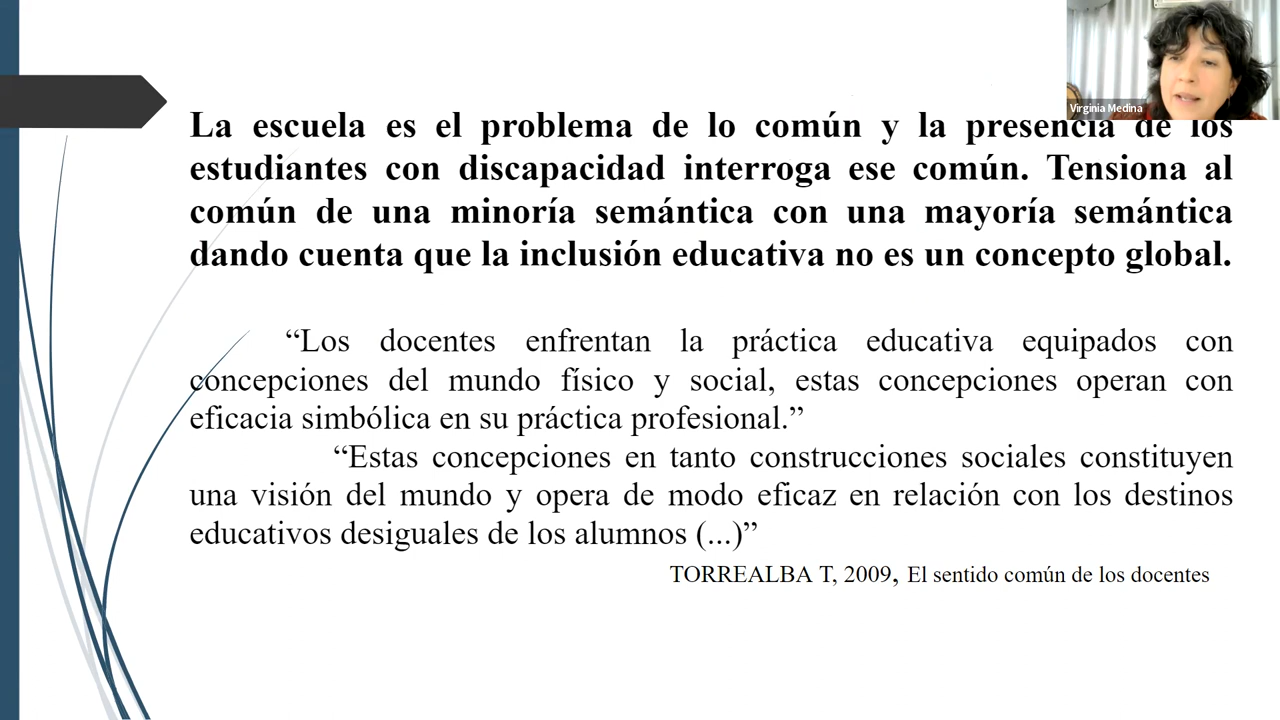 Virginia Medina
La escuela es el problema de lo común y la presencia de los
estudiantes con discapacidad interroga ese común. Tensiona al
común de una minoría semántica con una mayoría semántica
dando cuenta que la inclusión educativa no es un concepto global.
“Los docentes enfrentan la práctica educativa equipados con
concepciones del mundo físico y social, estas concepciones operan con
eficacia simbólica en su práctica profesional.”
“Estas concepciones en tanto construcciones sociales constituyen
una visión del mundo y opera de modo eficaz en relación con los destinos
educativos desiguales de los alumnos (...)”
TORREALBA T, 2009, El sentido común de los docentes